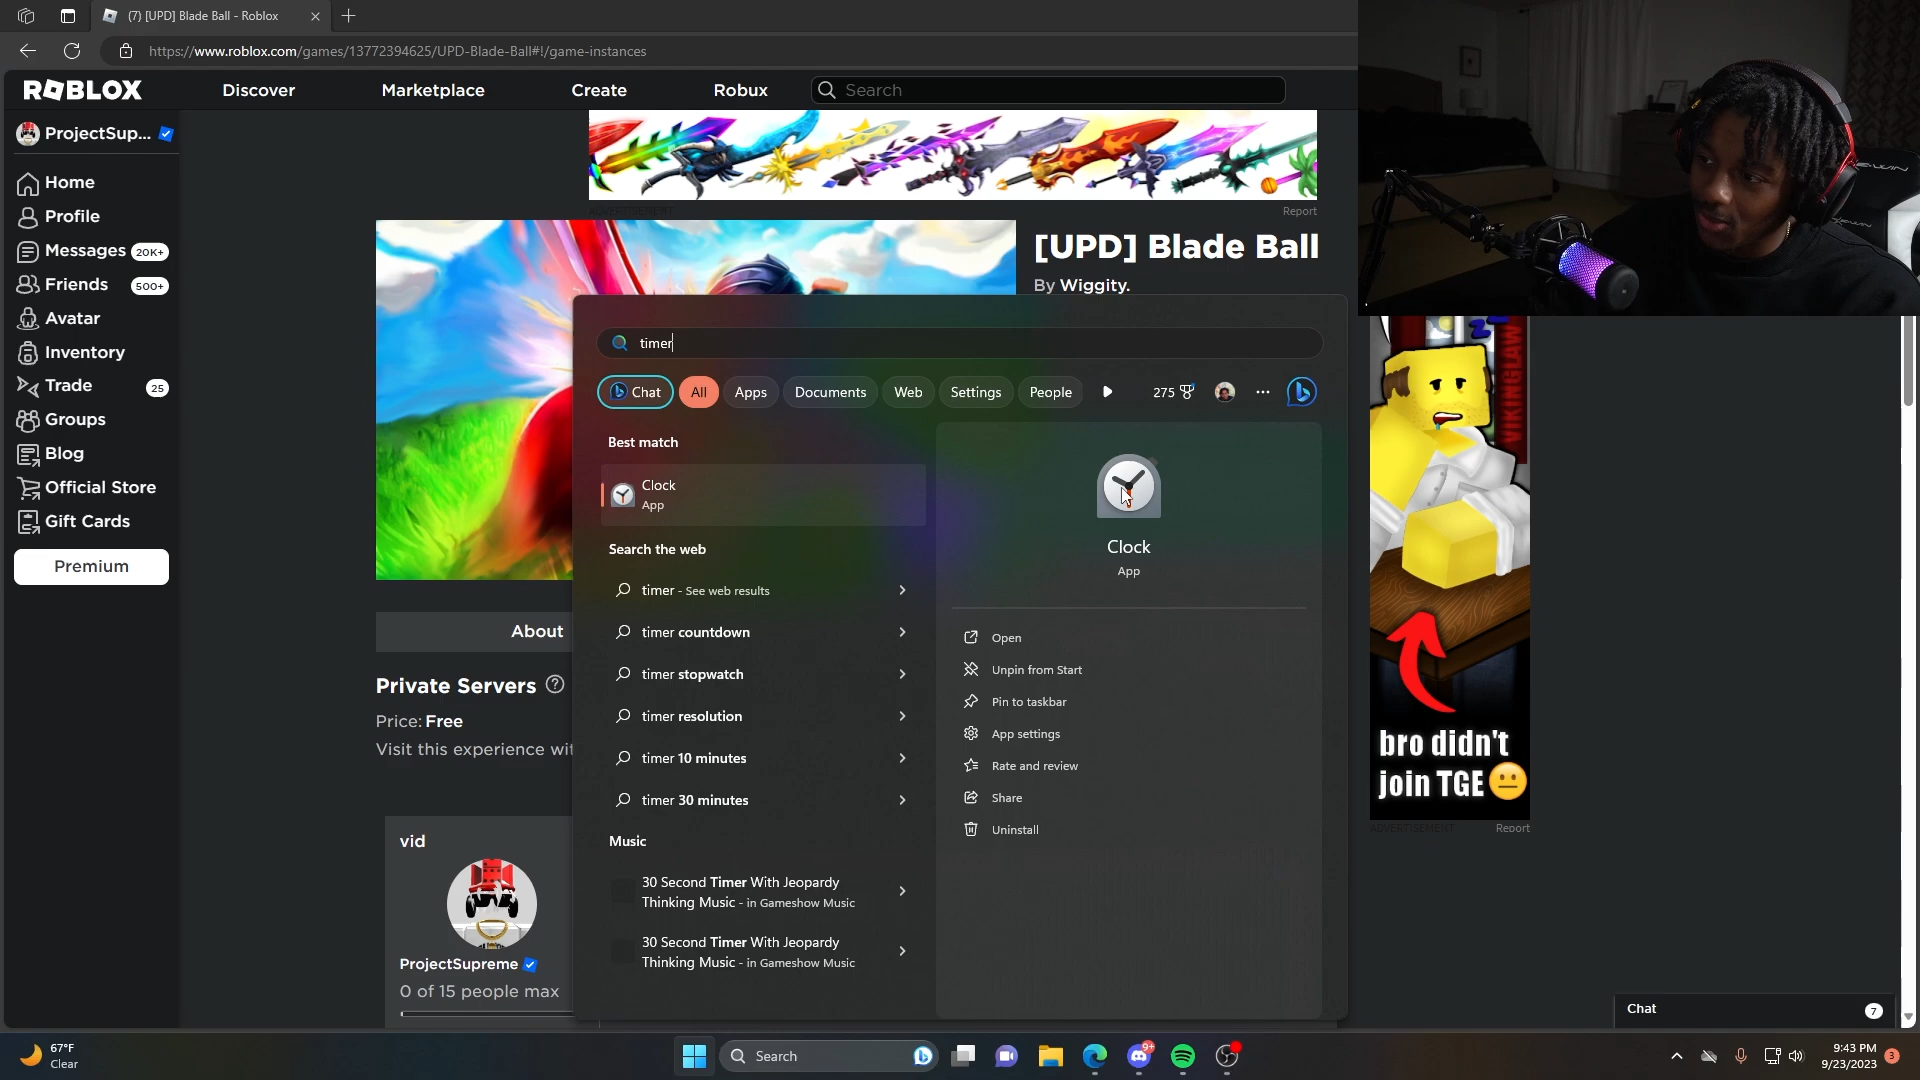 (7) [UPD] Blade Ball - Roblox
https://www.roblox.com/games/13772394625/UPD-Blade-Ball#!/game-instances
ROBLOX
Discover
Marketplace
Create
Robux
Search
ProjectSup...
Home
Profile
Messages 20K+
Friends 500+
Avatar
Inventory
Trade 25
Groups
Blog
Official Store
Gift Cards
Premium
ADVERTISEMENT
Report
[UPD] Blade Ball
By Wiggity.
About
Private Servers
Price: Free
Visit this experience wit
vid
ProjectSupreme
0 of 15 people max
timer
Chat
All
Apps
Documents
Web
Settings
People
275
Best match
Clock
App
Search the web
timer - See web results
timer countdown
timer stopwatch
timer resolution
timer 10 minutes
timer 30 minutes
Music
30 Second Timer With Jeopardy
Thinking Music - in Gameshow Music
30 Second Timer With Jeopardy
Thinking Music - in Gameshow Music
Clock
App
Open
Unpin from Start
Pin to taskbar
App settings
Rate and review
Share
Uninstall
VIKINGLAW
bro didn't
join TGE
ADVERTISEMENT
Report
Chat
7
67°F
Clear
Search
9+
9:43 PM
9/23/2023
3